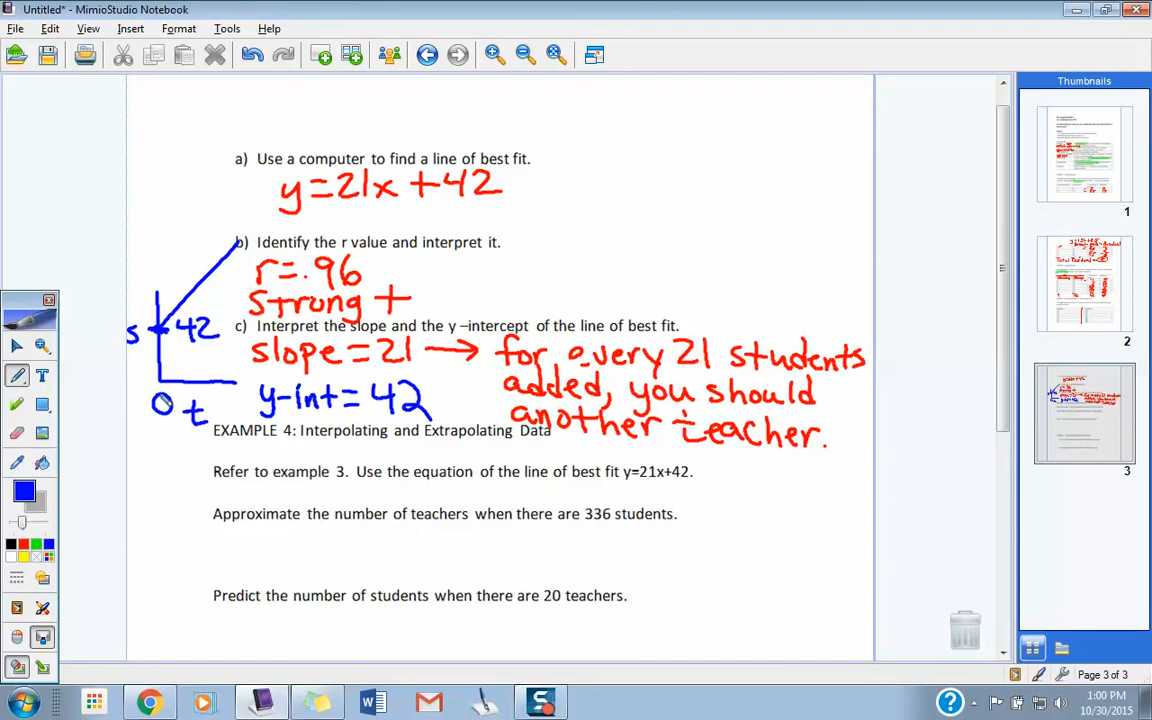 Untitled* - MimioStudio Notebook
File Edit View Insert Format Tools Help
Thumbnails
a) Use a computer to find a line of best fit.
y = 21x + 42
b) Identify the r value and interpret it.
r = .96
Strong +
c) Interpret the slope and the y –intercept of the line of best fit.
s 42
slope = 21 → for every 21 students
added, you should
another teacher.
y-int = 42
0 t
EXAMPLE 4: Interpolating and Extrapolating Data
Refer to example 3. Use the equation of the line of best fit y=21x+42.
Approximate the number of teachers when there are 336 students.
Predict the number of students when there are 20 teachers.
1
2
3
Page 3 of 3
1:00 PM
10/30/2015